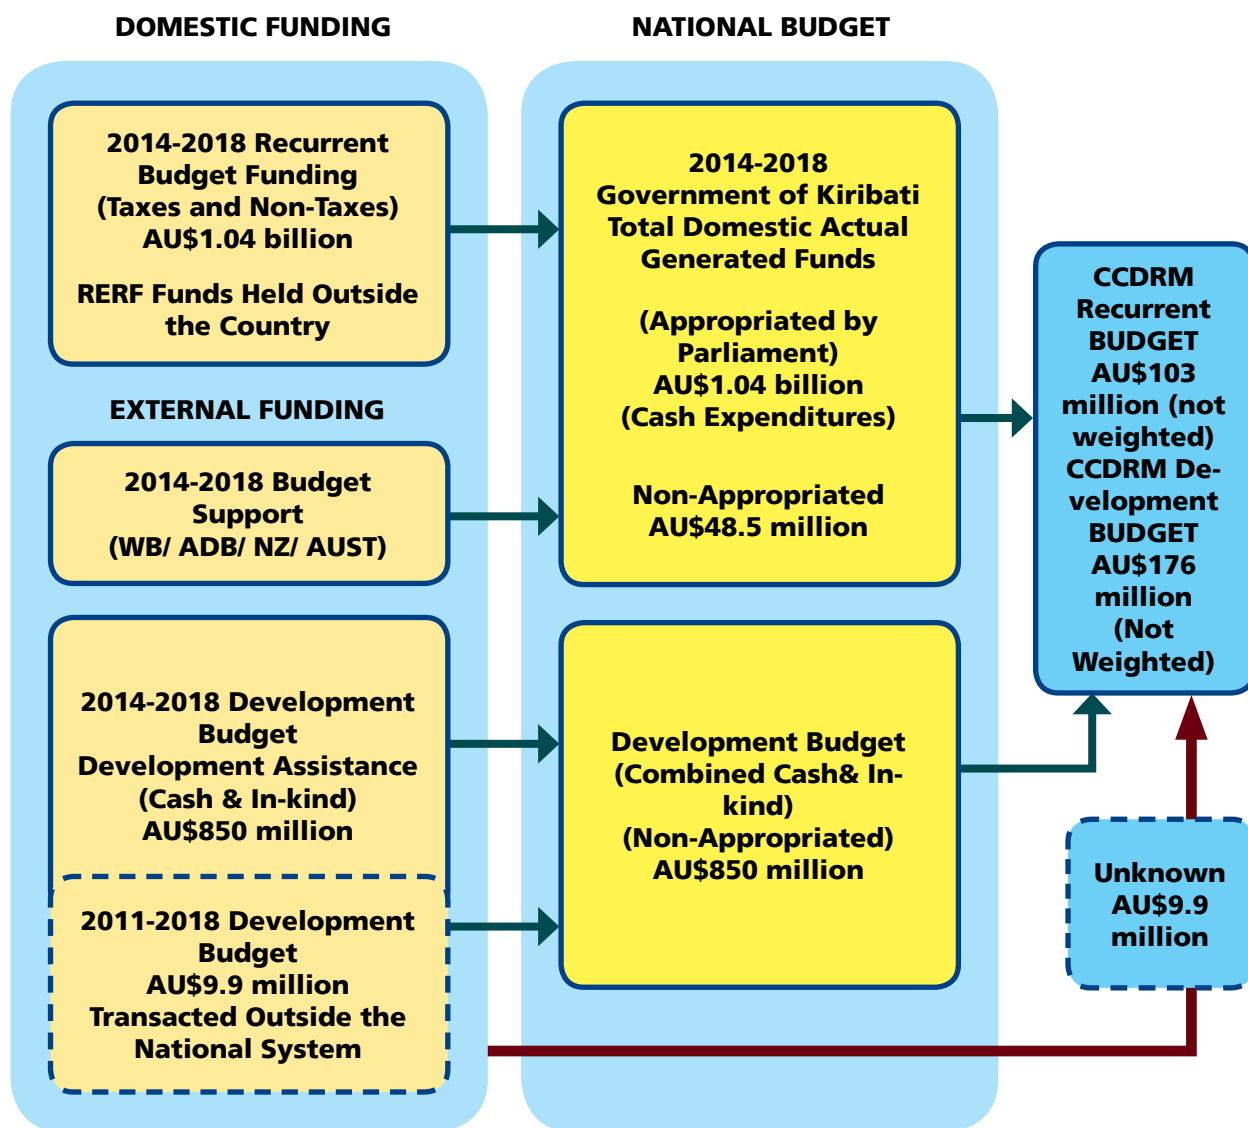 DOMESTIC FUNDING
2014-2018 Recurrent
Budget Funding
(Taxes and Non-Taxes)
AU$1.04 billion
RERF Funds Held Outside
the Country
EXTERNAL FUNDING
2014-2018 Budget
Support
(WB/ ADB/ NZ/ AUST)
2014-2018 Development
Budget
Development Assistance
(Cash & In-kind)
AU$850 million
2011-2018 Development
Budget
AU$9.9 million
Transacted Outside the
National System
NATIONAL BUDGET
2014-2018
Government of Kiribati
Total Domestic Actual
Generated Funds
(Appropriated by
Parliament)
AU$1.04 billion
(Cash Expenditures)
Non-Appropriated
AU$48.5 million
Development Budget
(Combined Cash& In-
kind)
(Non-Appropriated)
AU$850 million
CCDRM
Recurrent
BUDGET
AU$103
million (not
weighted)
CCDRM De-
velopment
BUDGET
AU$176
million
(Not
Weighted)
Unknown
AU$9.9
million